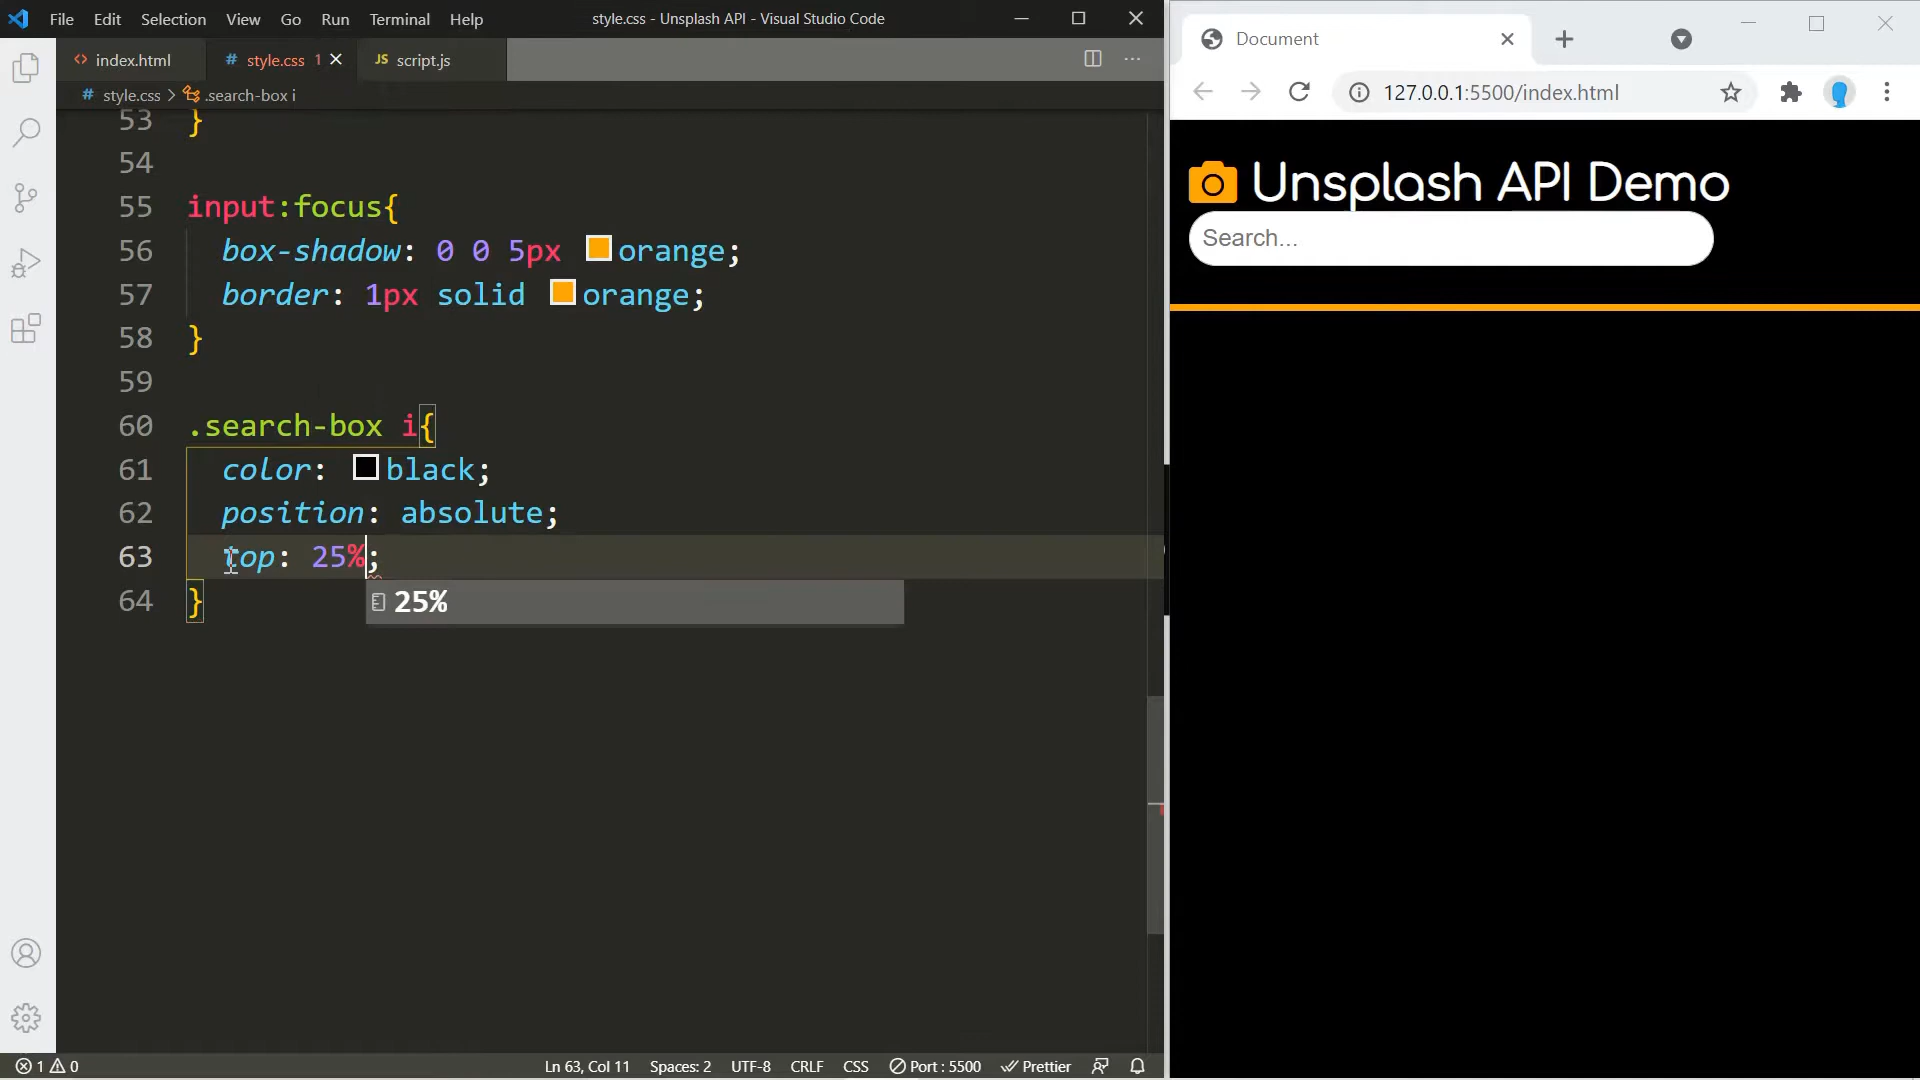 File Edit Selection View Go Run Terminal Help
style.css - Unsplash API - Visual Studio Code
index.html
# style.css 1
JS script.js
# style.css > .search-box i
53 }
54
55 input:focus{
56 box-shadow: 0 0 5px orange;
57 border: 1px solid orange;
58 }
59
60 .search-box i{
61 color: black;
62 position: absolute;
63 top: 25%;
64 }
25%
1 0
Ln 63, Col 11 Spaces: 2 UTF-8 CRLF CSS Port : 5500 Prettier
Document
127.0.0.1:5500/index.html
Unsplash API Demo
Search...